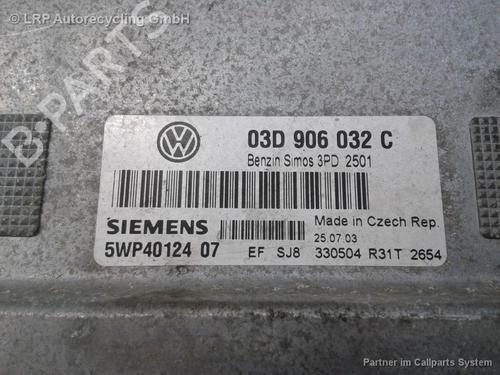 © LRP Autorecycling GmbH
03D 906 032 C
Benzin Simos 3PD 2501
SIEMENS
Made in Czech Rep.
25.07.03
5WP40124 07 EF SJ8 330504 R31T 2654
Partner im Callparts System